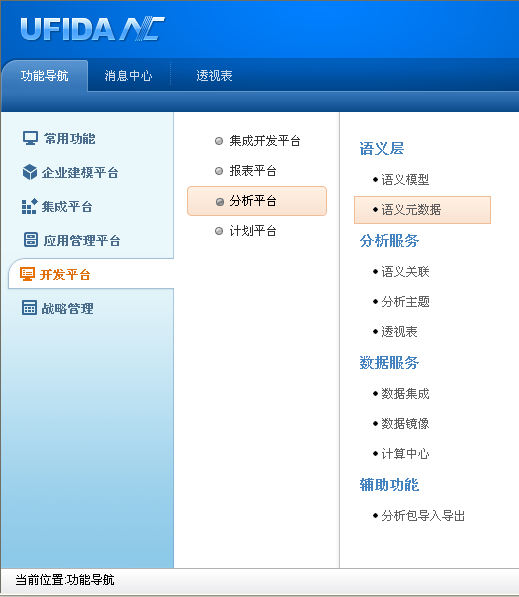 UFIDA NC
功能导航
消息中心
透视表
常用功能
企业建模平台
集成平台
应用管理平台
开发平台
战略管理
集成开发平台
报表平台
分析平台
计划平台
语义层
语义模型
语义元数据
分析服务
语义关联
分析主题
透视表
数据服务
数据集成
数据镜像
计算中心
辅助功能
分析包导入导出
当前位置:功能导航